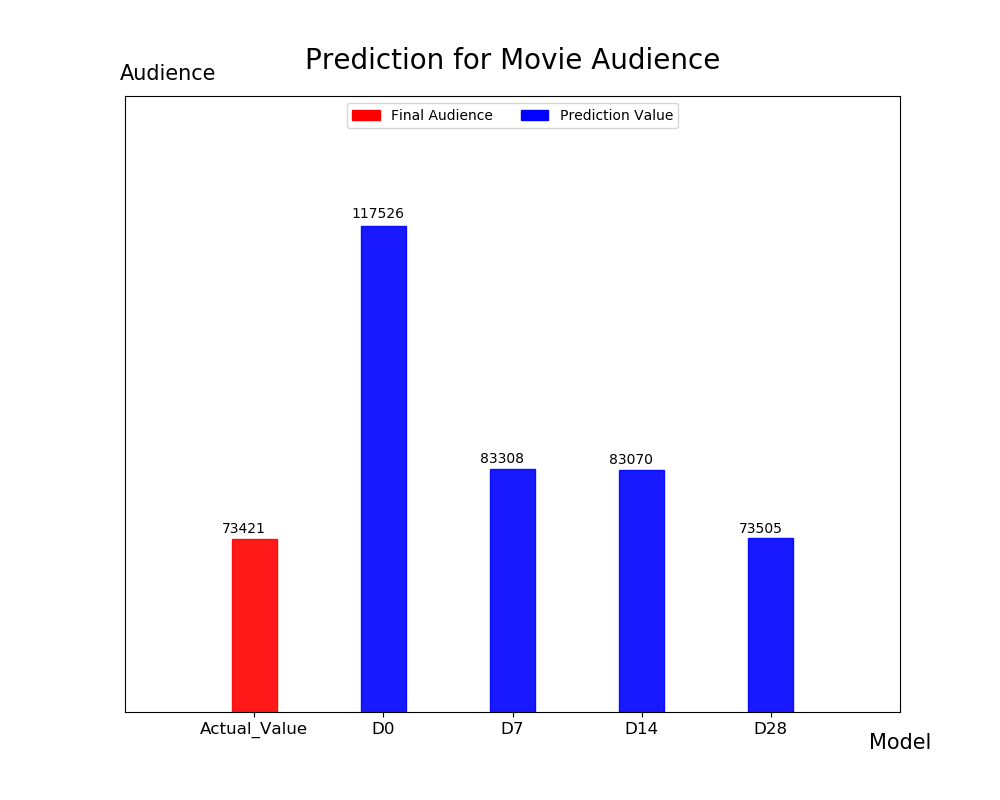 Prediction for Movie Audience
Audience
Final Audience Prediction Value
117526
83308
83070
73421
73505
Actual_Value D0 D7 D14 D28
Model